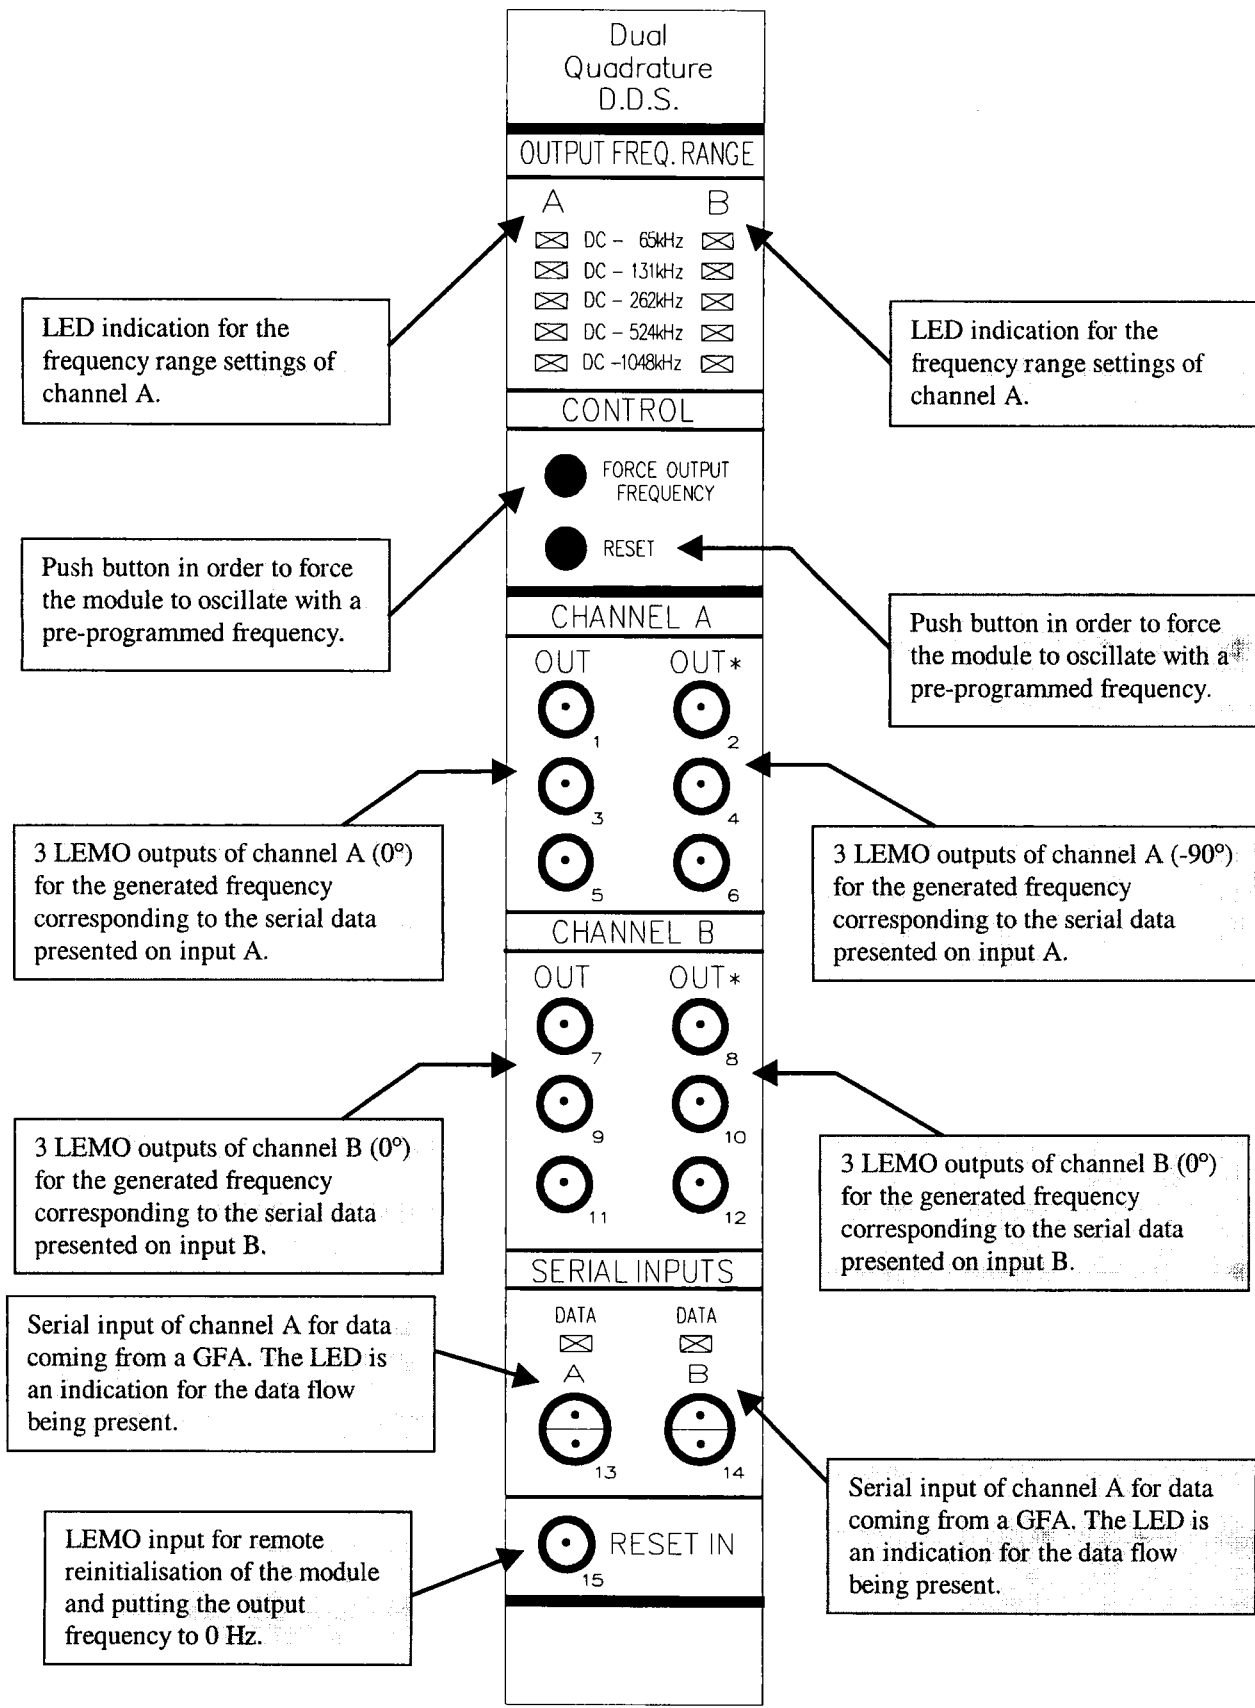 Dual
Quadrature
D.D.S.
OUTPUT FREQ. RANGE
A B
DC - 65kHz
DC - 131kHz
DC - 262kHz
DC - 524kHz
DC -1048kHz
LED indication for the
frequency range settings of
channel A.
LED indication for the
frequency range settings of
channel A.
CONTROL
FORCE OUTPUT
FREQUENCY
RESET
Push button in order to force
the module to oscillate with a
pre-programmed frequency.
Push button in order to force
the module to oscillate with a
pre-programmed frequency.
CHANNEL A
OUT OUT*
1 2
3 4
5 6
3 LEMO outputs of channel A (0°)
for the generated frequency
corresponding to the serial data
presented on input A.
3 LEMO outputs of channel A (-90°)
for the generated frequency
corresponding to the serial data
presented on input A.
CHANNEL B
OUT OUT*
7 8
9 10
11 12
3 LEMO outputs of channel B (0°)
for the generated frequency
corresponding to the serial data
presented on input B.
3 LEMO outputs of channel B (0°)
for the generated frequency
corresponding to the serial data
presented on input B.
SERIAL INPUTS
DATA DATA
A B
13 14
Serial input of channel A for data
coming from a GFA. The LED is
an indication for the data flow
being present.
Serial input of channel A for data
coming from a GFA. The LED is
an indication for the data flow
being present.
RESET IN
15
LEMO input for remote
reinitialisation of the module
and putting the output
frequency to 0 Hz.